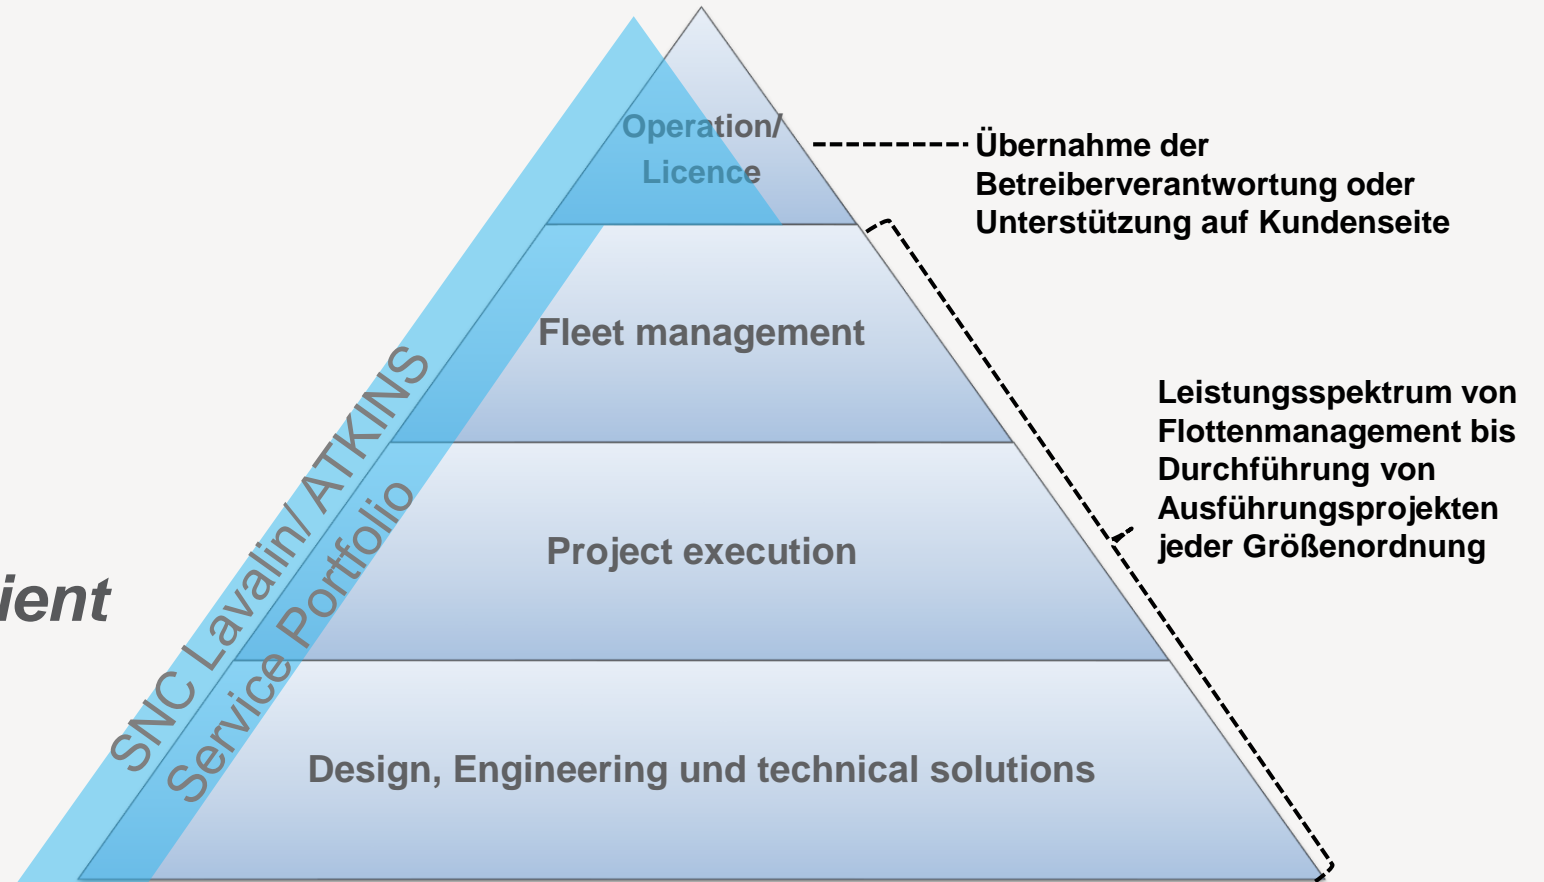 Operation/
Licence
Übernahme der
Betreiberverantwortung oder
Unterstützung auf Kundenseite
Fleet management
Leistungsspektrum von
Flottenmanagement bis
Durchführung von
Ausführungsprojekten
jeder Größenordnung
SNC Lavalin/ ATKINS
Service Portfolio
Project execution
Design, Engineering und technical solutions